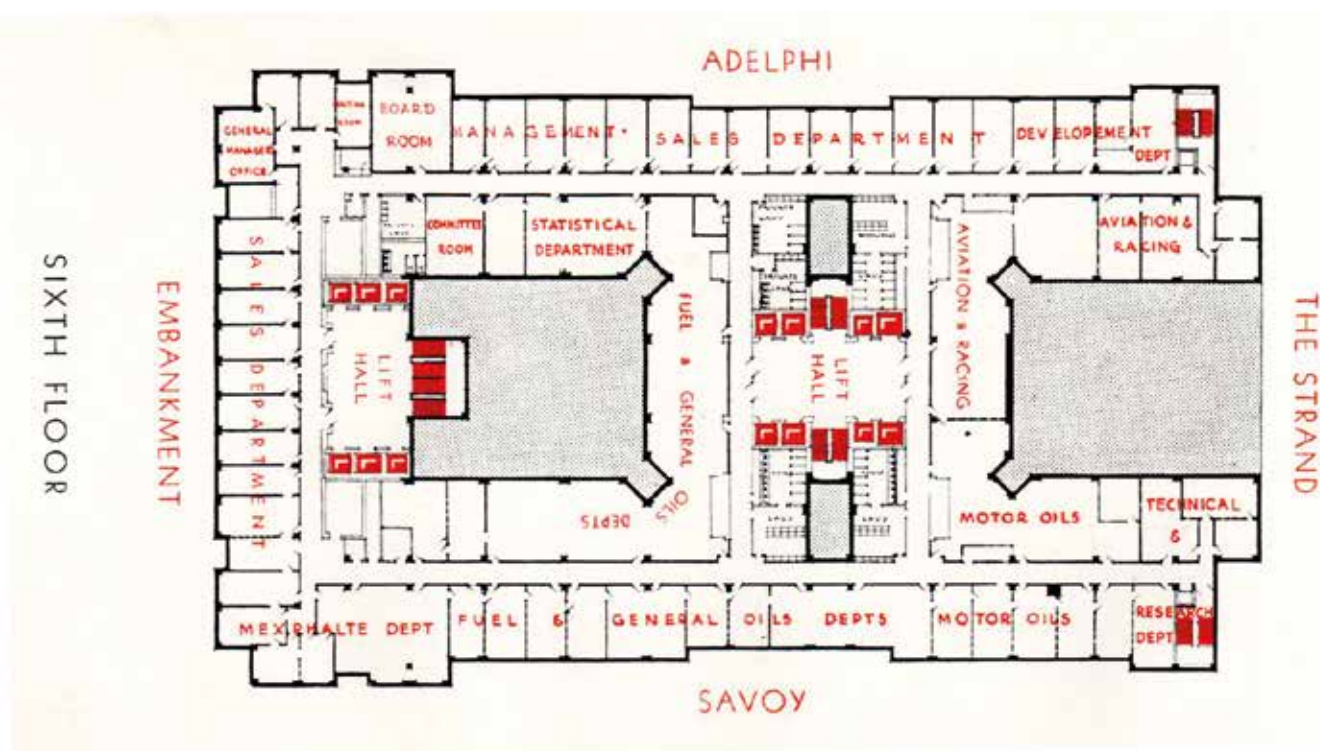 ADELPHI
SIXTH FLOOR
EMBANKMENT
THE STRAND
SAVOY
GENERAL
MANAGER
OFFICE
ROOM
BOARD
ROOM
MANAGEMENT
SALES DEPARTMENT
DEVELOPEMENT
DEPT
COMMITTEE
ROOM
STATISTICAL
DEPARTMENT
AVIATION &
RACING
SALES DEPARTMENT
LIFT
HALL
FUEL & GENERAL
OILS
DEPTS
LIFT
HALL
AVIATION & RACING
MOTOR OILS
TECHNICAL
&
RESEARCH
DEPT
MEXPHALTE DEPT
FUEL & GENERAL OILS DEPTS
MOTOR OILS